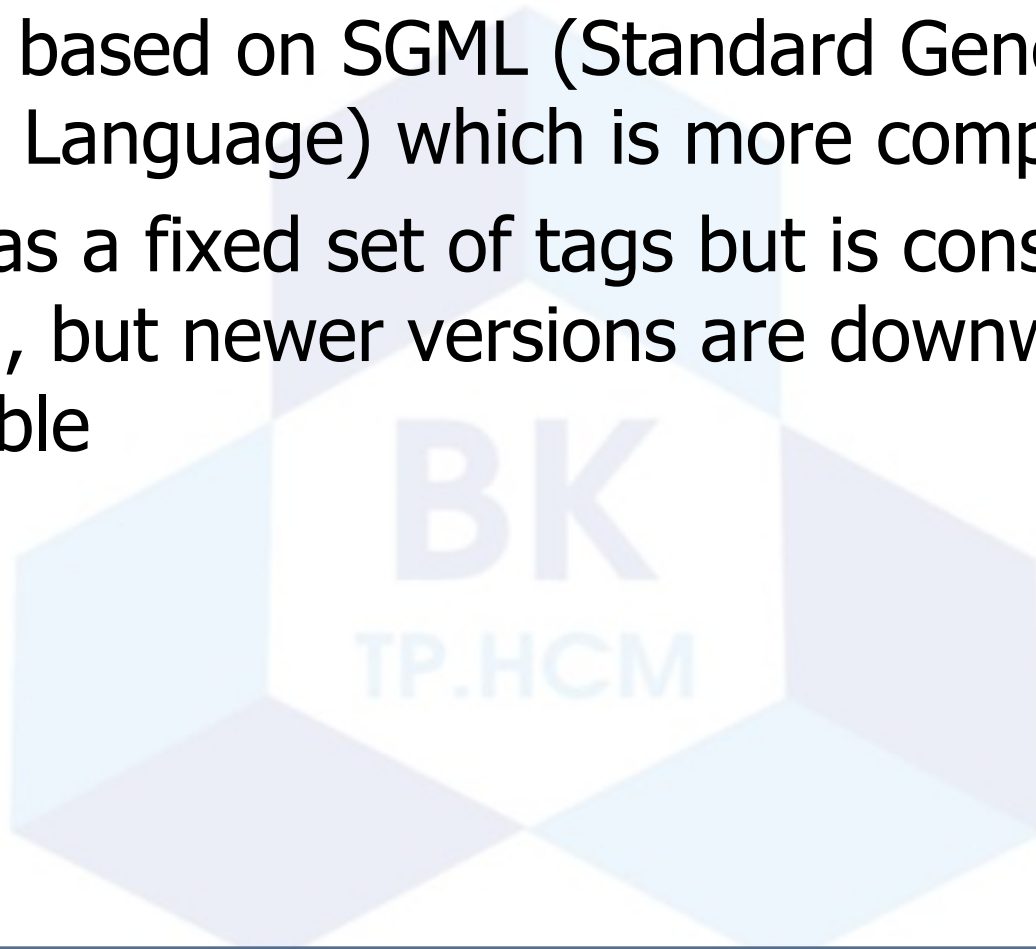 based on SGML (Standard Gen
Language) which is more comp
as a fixed set of tags but is cons
, but newer versions are downw
ble
BK
TP.HCM